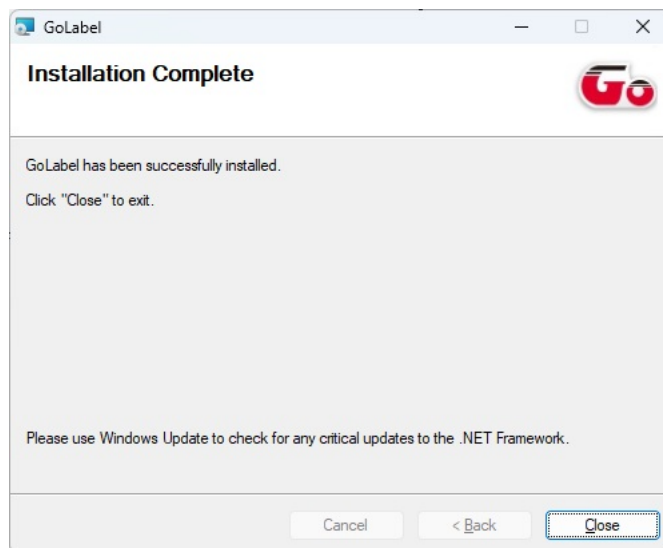 GoLabel
Installation Complete
Go
GoLabel has been successfully installed.
Click "Close" to exit.
Please use Windows Update to check for any critical updates to the .NET Framework.
Cancel
< Back
Close